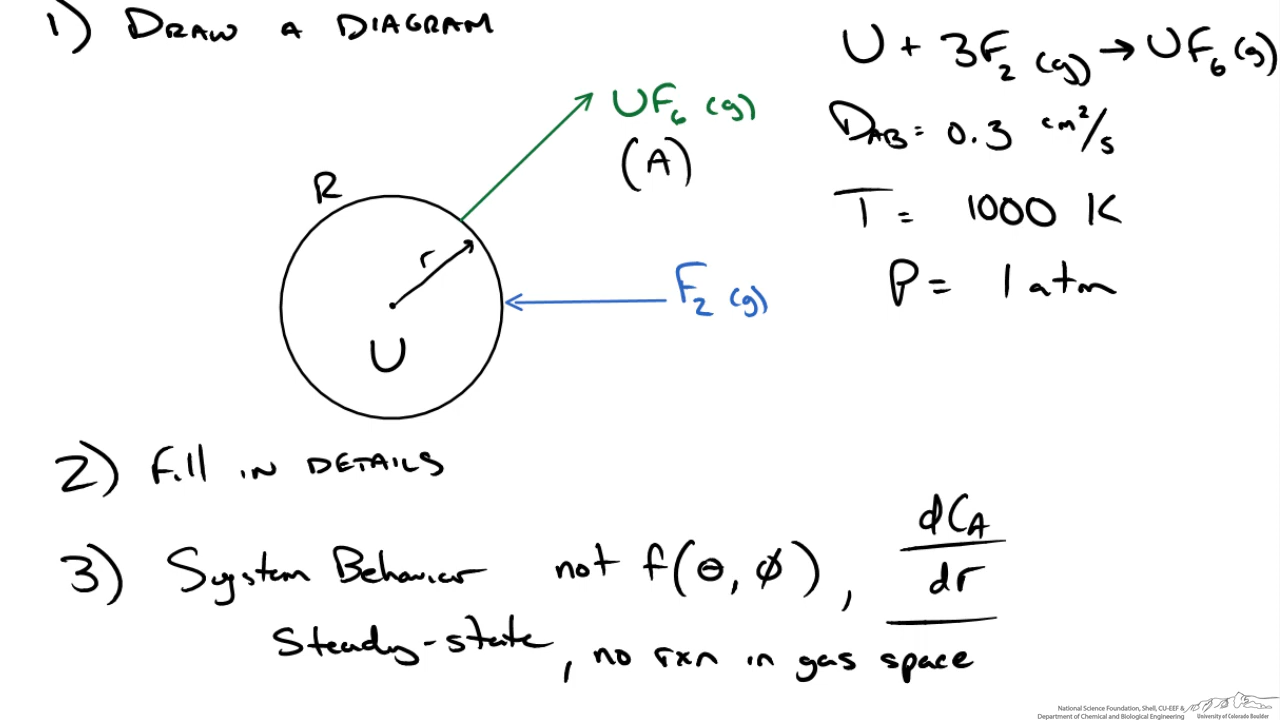 1) DRAW A DIAGRAM
U + 3F₂ (g) → UF₆ (g)
UF₆ (g)
(A)
D_AB = 0.3 cm²/s
R
T = 1000 K
r
F₂ (g)
P = 1 atm
U
2) Fill IN DETAILS
3) System Behavior not f(θ, ϕ), dC_A/dr
Steady-state, no rxn in gas space
National Science Foundation, Shell, CU-EEF &
Department of Chemical and Biological Engineering
University of Colorado Boulder